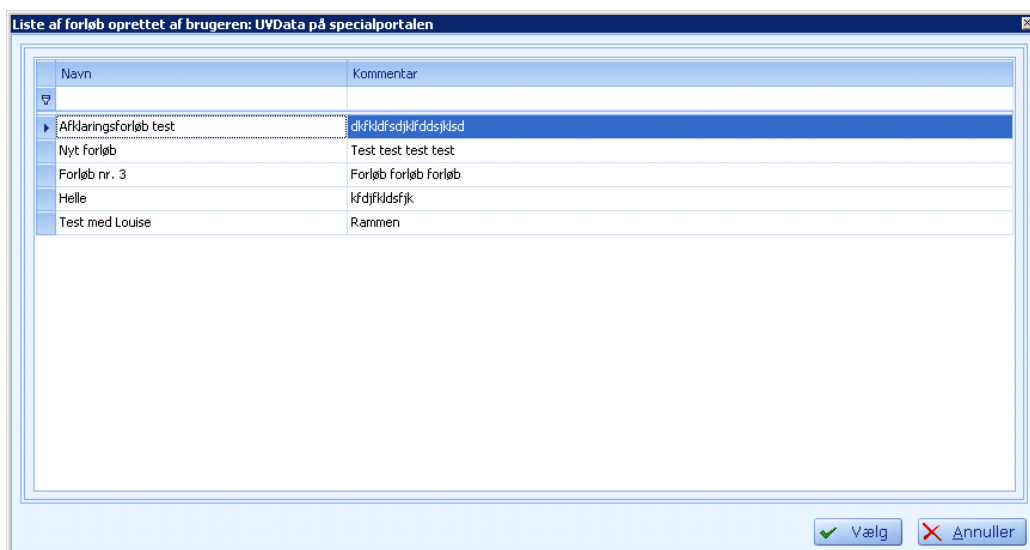 Liste af forløb oprettet af brugeren: UVData på specialportalen
Navn Kommentar
Afklaringsforløb test dkfkldfsdjklfddsjklsd
Nyt forløb Test test test test
Forløb nr. 3 Forløb forløb forløb
Helle kfdjfkldsfjk
Test med Louise Rammen
Vælg Annuller